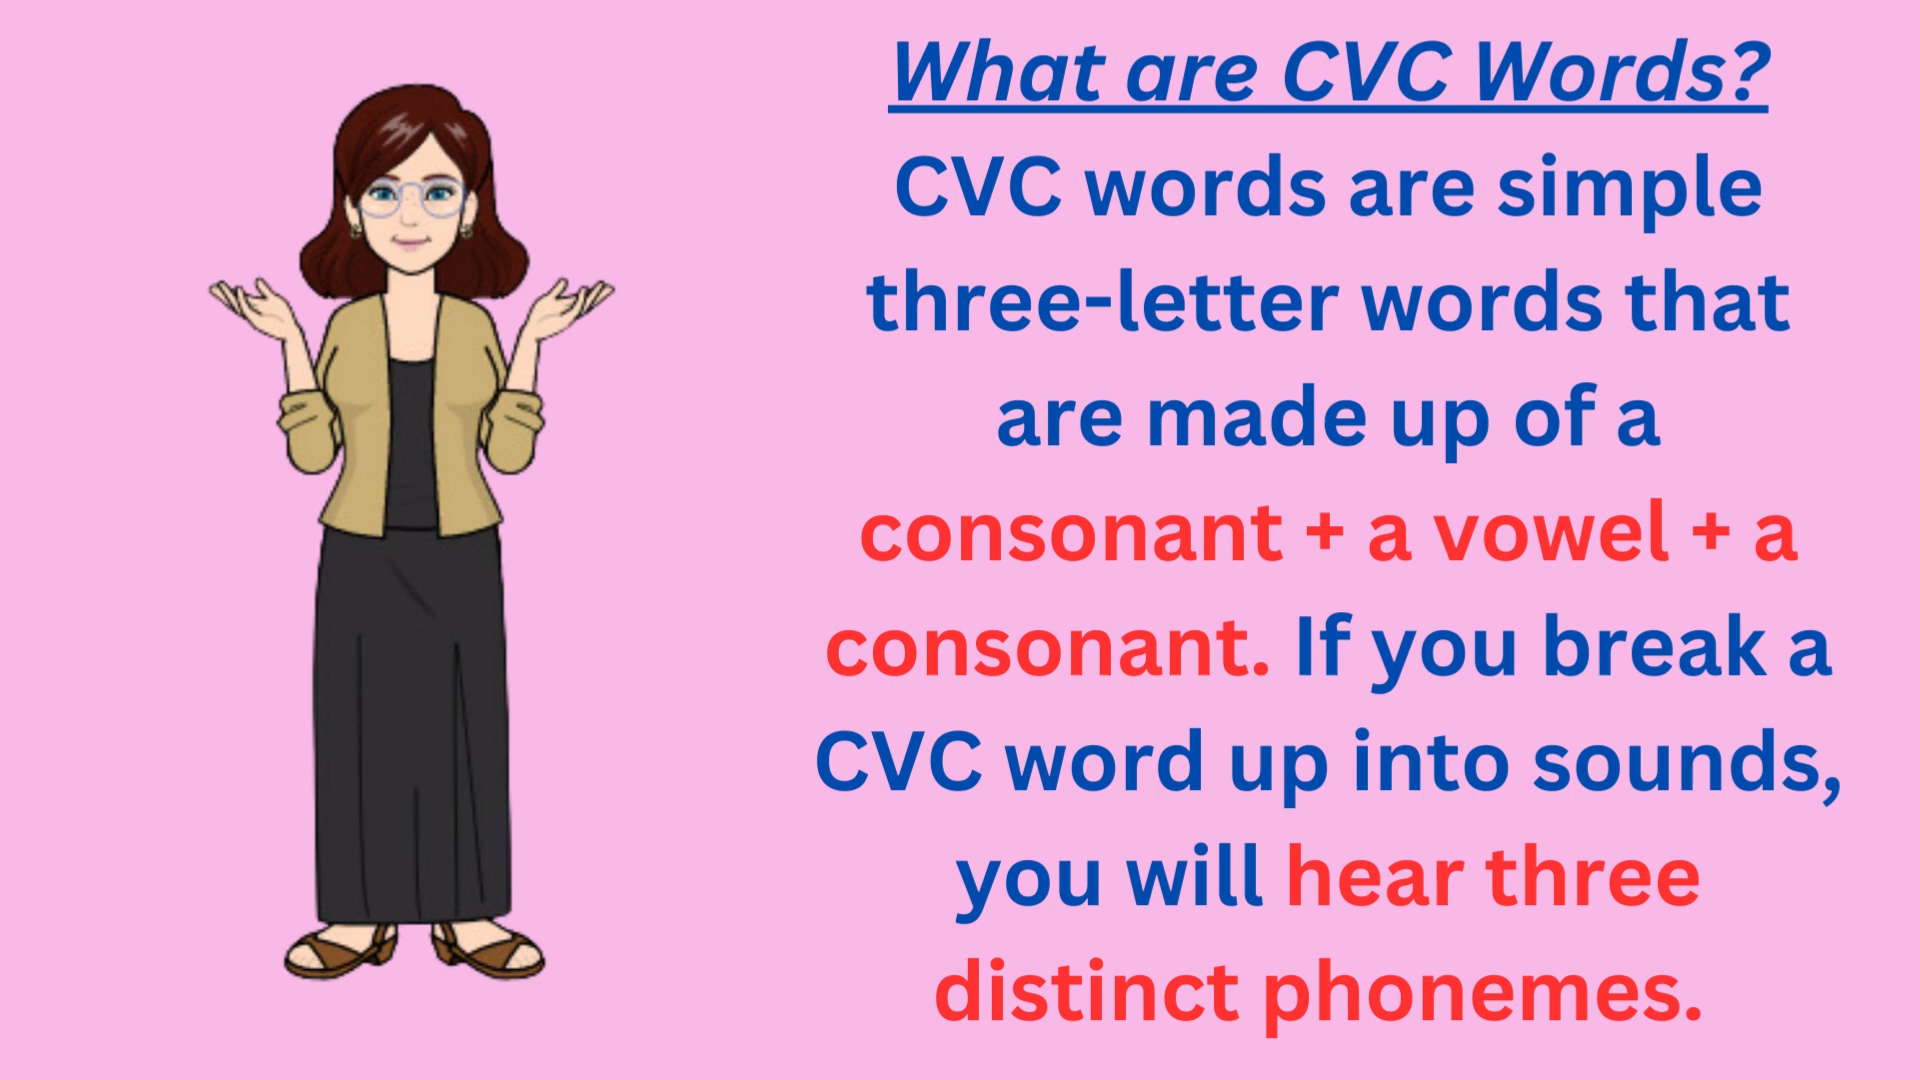 What are CVC Words?
CVC words are simple
three-letter words that
are made up of a
consonant + a vowel + a
consonant. If you break a
CVC word up into sounds,
you will hear three
distinct phonemes.